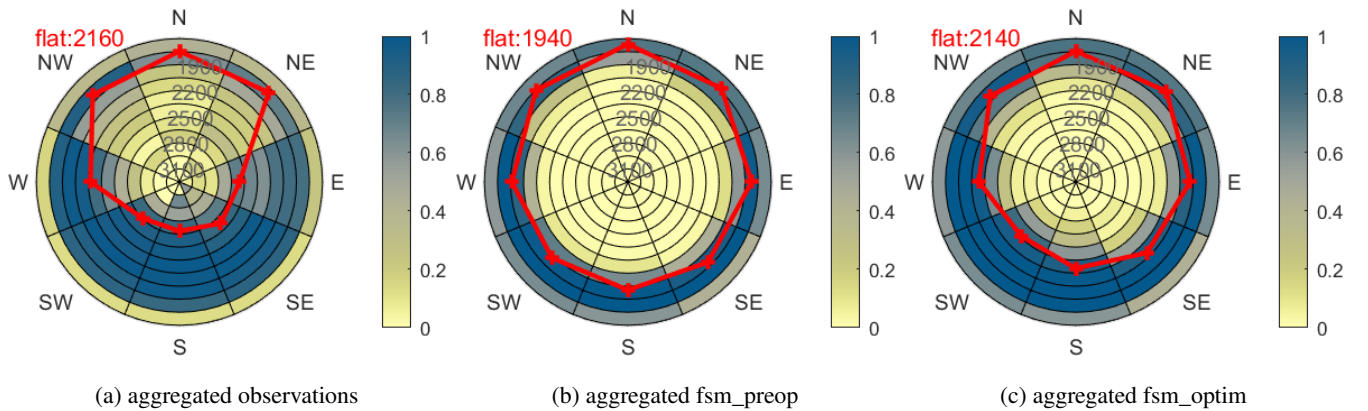 N
flat:2160
NW
NE
1900
2200
2500
2800
3100
W
E
SW
SE
S
1
0.8
0.6
0.4
0.2
0
(a) aggregated observations
N
flat:1940
NW
NE
1900
2200
2500
2800
3100
W
E
SW
SE
S
1
0.8
0.6
0.4
0.2
0
(b) aggregated fsm_preop
N
flat:2140
NW
NE
1900
2200
2500
2800
3100
W
E
SW
SE
S
1
0.8
0.6
0.4
0.2
0
(c) aggregated fsm_optim